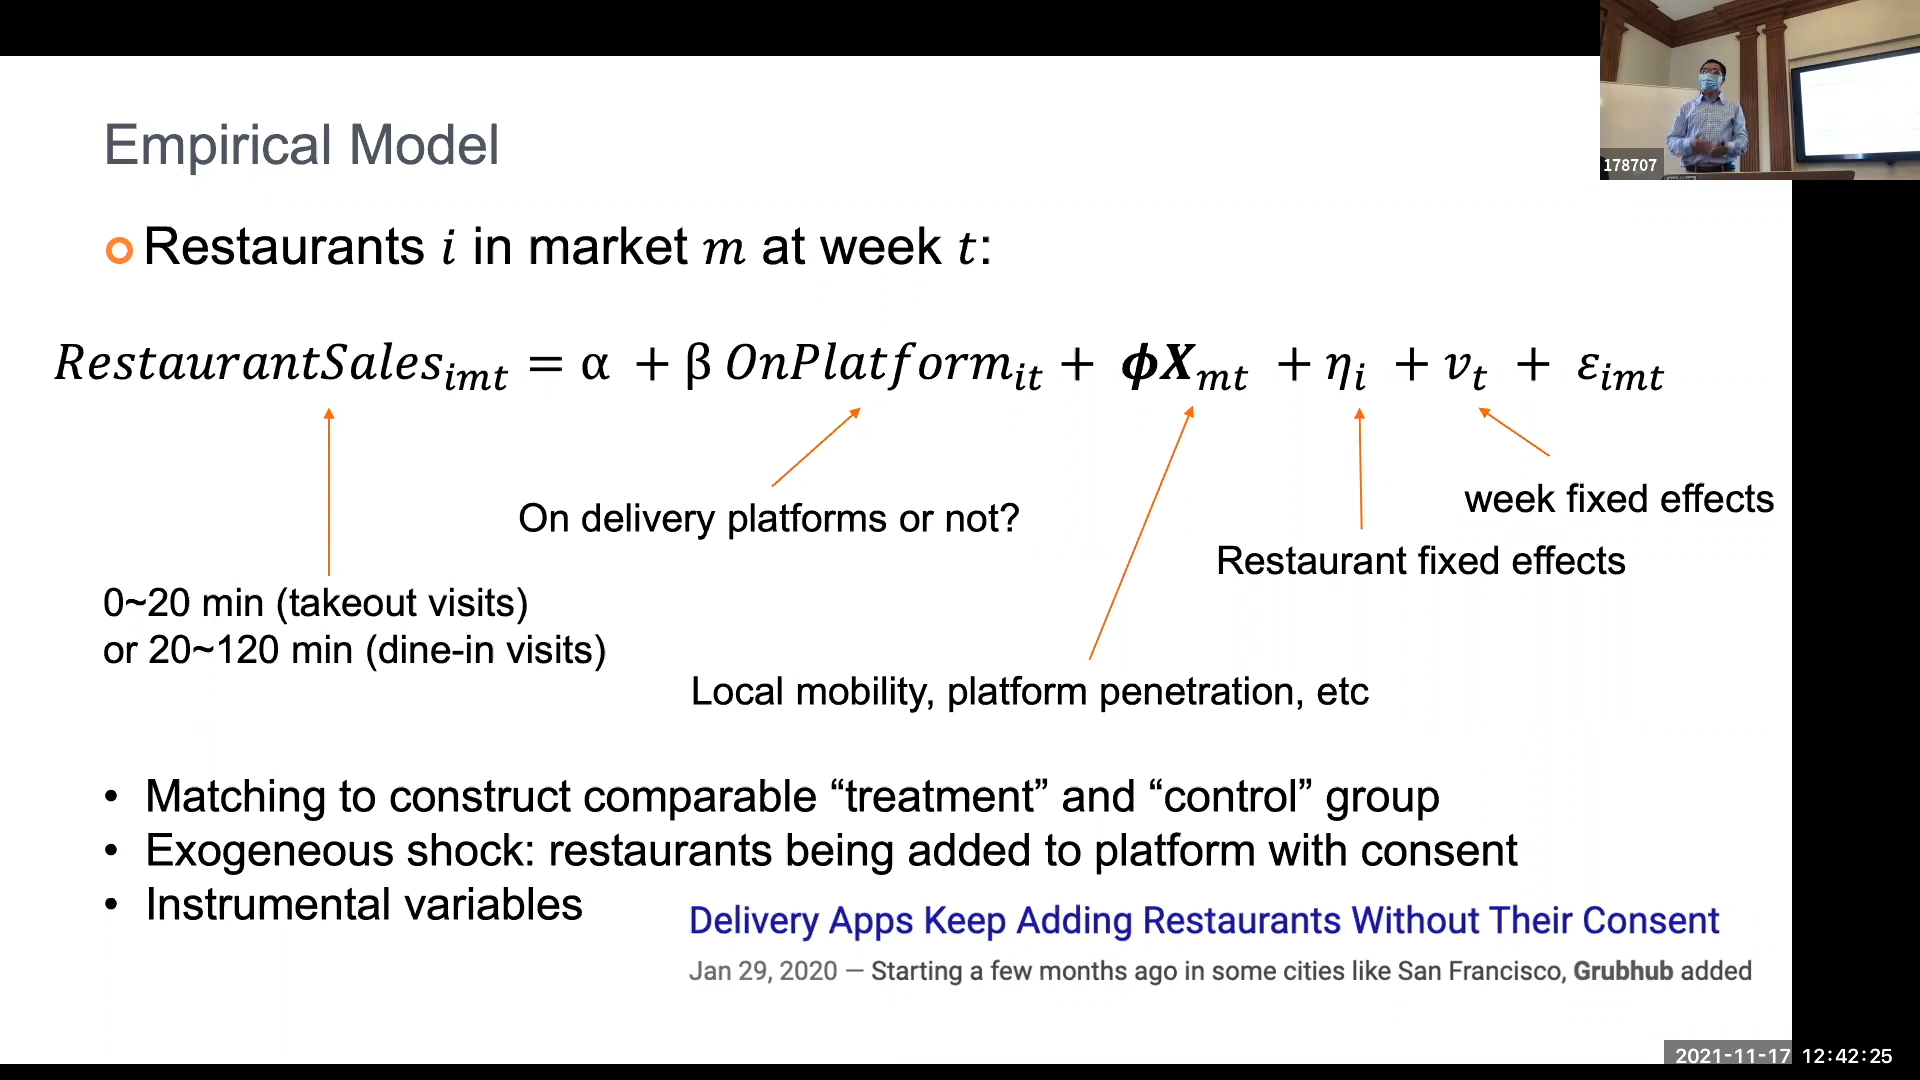 178707
Empirical Model
Restaurants i in market m at week t:
RestaurantSales_imt = α + β OnPlatform_it + ϕX_mt + η_i + v_t + ε_imt
week fixed effects
On delivery platforms or not?
Restaurant fixed effects
0~20 min (takeout visits)
or 20~120 min (dine-in visits)
Local mobility, platform penetration, etc
• Matching to construct comparable “treatment” and “control” group
• Exogeneous shock: restaurants being added to platform with consent
• Instrumental variables
Delivery Apps Keep Adding Restaurants Without Their Consent
Jan 29, 2020 — Starting a few months ago in some cities like San Francisco, Grubhub added
2021-11-17 12:42:25